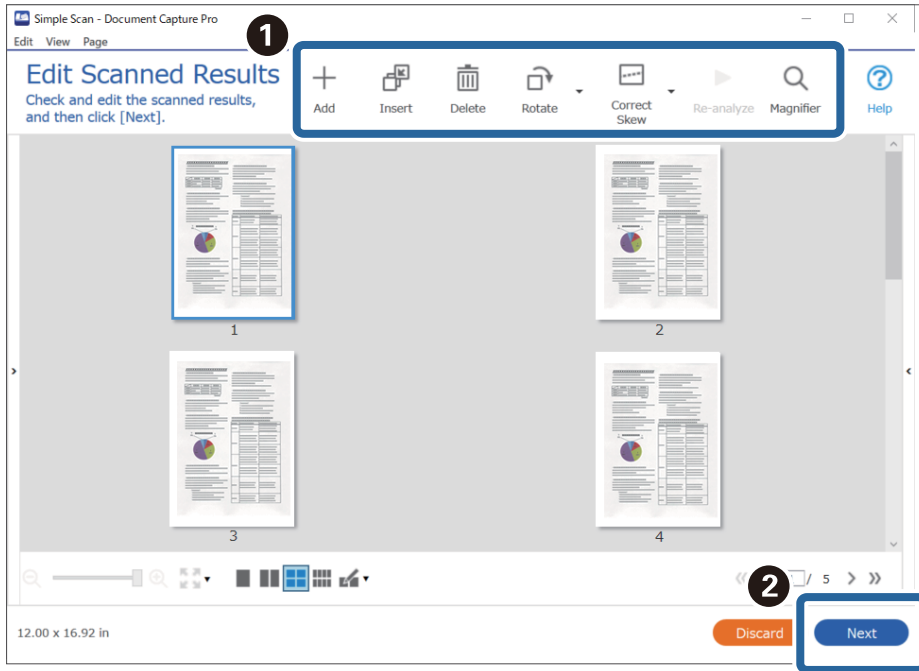 Simple Scan - Document Capture Pro
Edit View Page
1
Edit Scanned Results
Check and edit the scanned results,
and then click [Next].
Add
Insert
Delete
Rotate
Correct
Skew
Re-analyze
Magnifier
Help
1
2
3
4
/ 5
2
12.00 x 16.92 in
Discard
Next